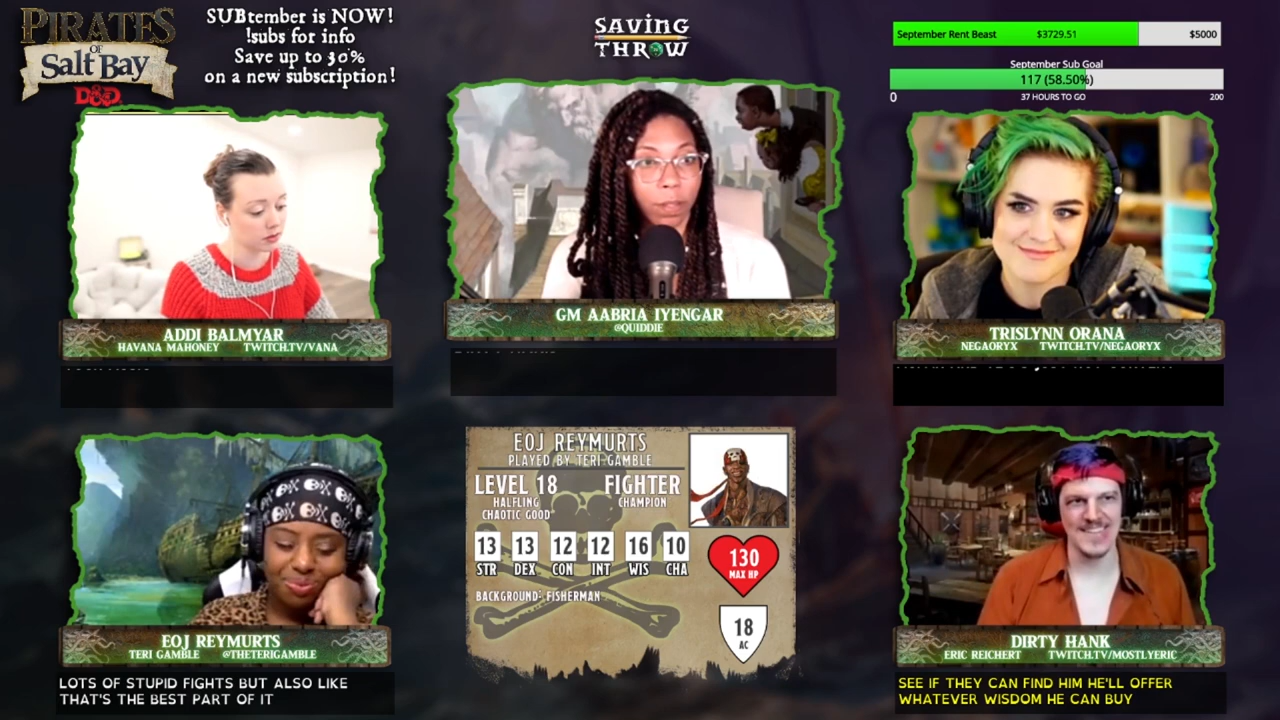 PIRATES
OF
Salt Bay
D&D
SUBtember is NOW!
!subs for info
Save up to 30%
on a new subscription!
SAVING
THROW
September Rent Beast $3729.51 $5000
September Sub Goal
117 (58.50%)
0 37 HOURS TO GO 200
ADDI BALMYAR
HAVANA MAHONEY TWITCH.TV/VANA
GM AABRIA IYENGAR
@QUIDDIE
TRISLYNN ORANA
NEGAORYX TWITCH.TV/NEGAORYX
EOJ REYMURTS
TERI GAMBLE @THETERIGAMBLE
LOTS OF STUPID FIGHTS BUT ALSO LIKE
THAT'S THE BEST PART OF IT
EOJ REYMURTS
PLAYED BY TERI GAMBLE
LEVEL 18 FIGHTER
HALFLING CHAMPION
CHAOTIC GOOD
13 13 12 12 16 10
STR DEX CON INT WIS CHA
BACKGROUND: FISHERMAN
130
MAX HP
18
AC
DIRTY HANK
ERIC REICHERT TWITCH.TV/MOSTLYERIC
SEE IF THEY CAN FIND HIM HE'LL OFFER
WHATEVER WISDOM HE CAN BUY